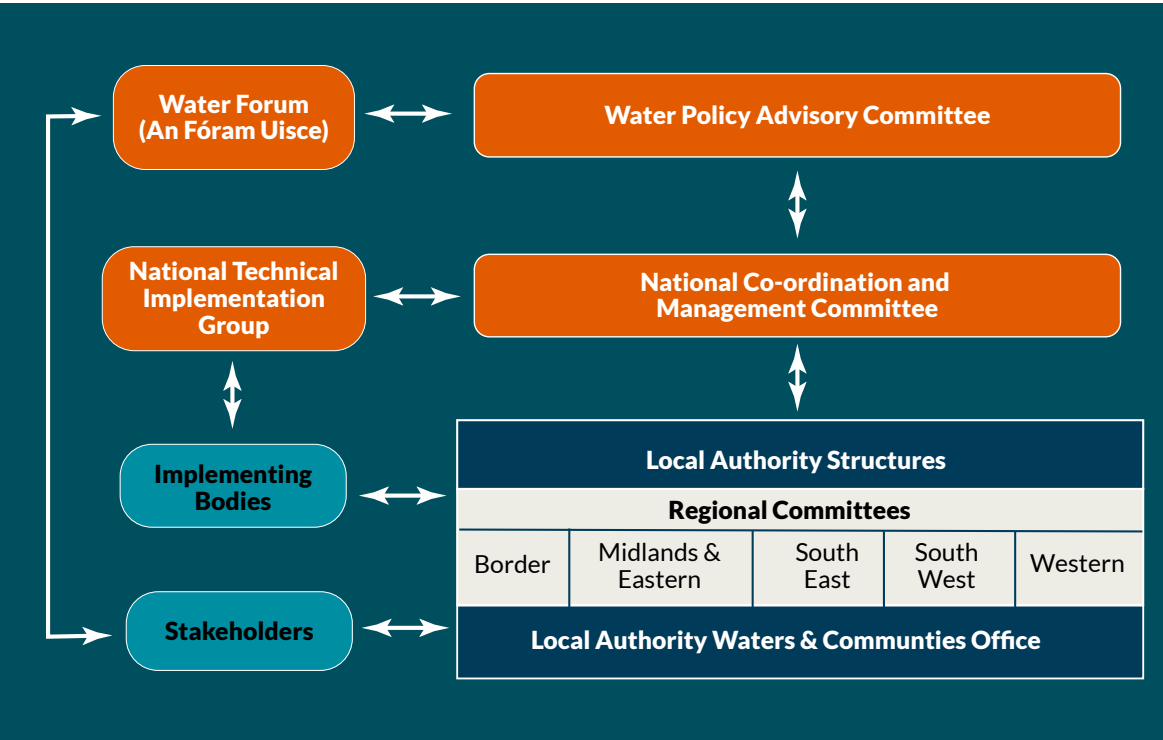 Water Forum
(An Fóram Uisce)
Water Policy Advisory Committee
National Technical
Implementation
Group
National Co-ordination and
Management Committee
Implementing
Bodies
Local Authority Structures
Regional Committees
Border
Midlands &
Eastern
South
East
South
West
Western
Stakeholders
Local Authority Waters & Communties Office